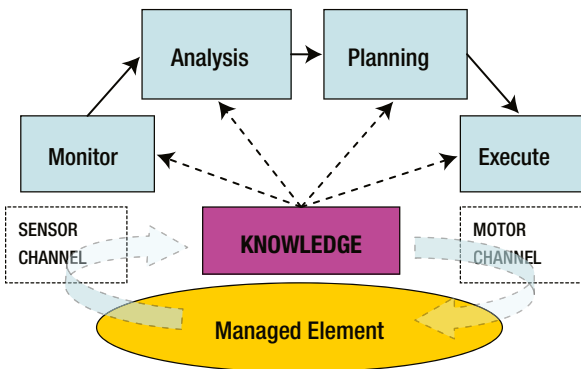 Analysis
Planning
Monitor
Execute
SENSOR
CHANNEL
KNOWLEDGE
MOTOR
CHANNEL
Managed Element